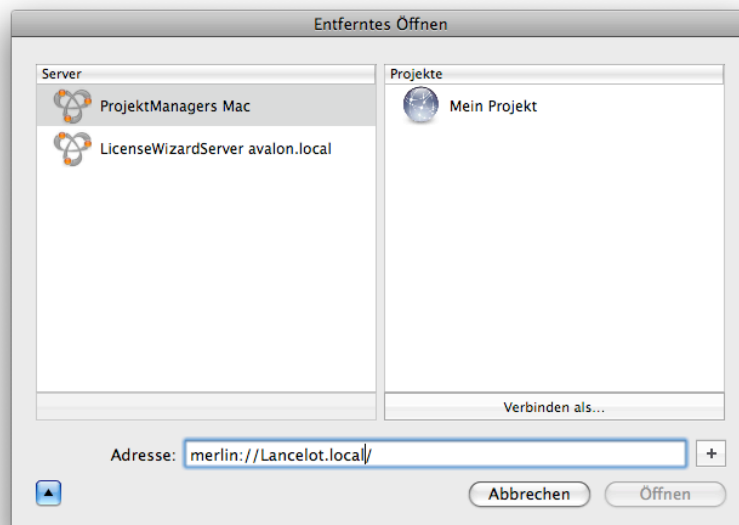 Entferntes Öffnen
Server
Projekte
ProjektManagers Mac
Mein Projekt
LicenseWizardServer avalon.local
Verbinden als...
Adresse: merlin://Lancelot.local/ +
Abbrechen
Öffnen